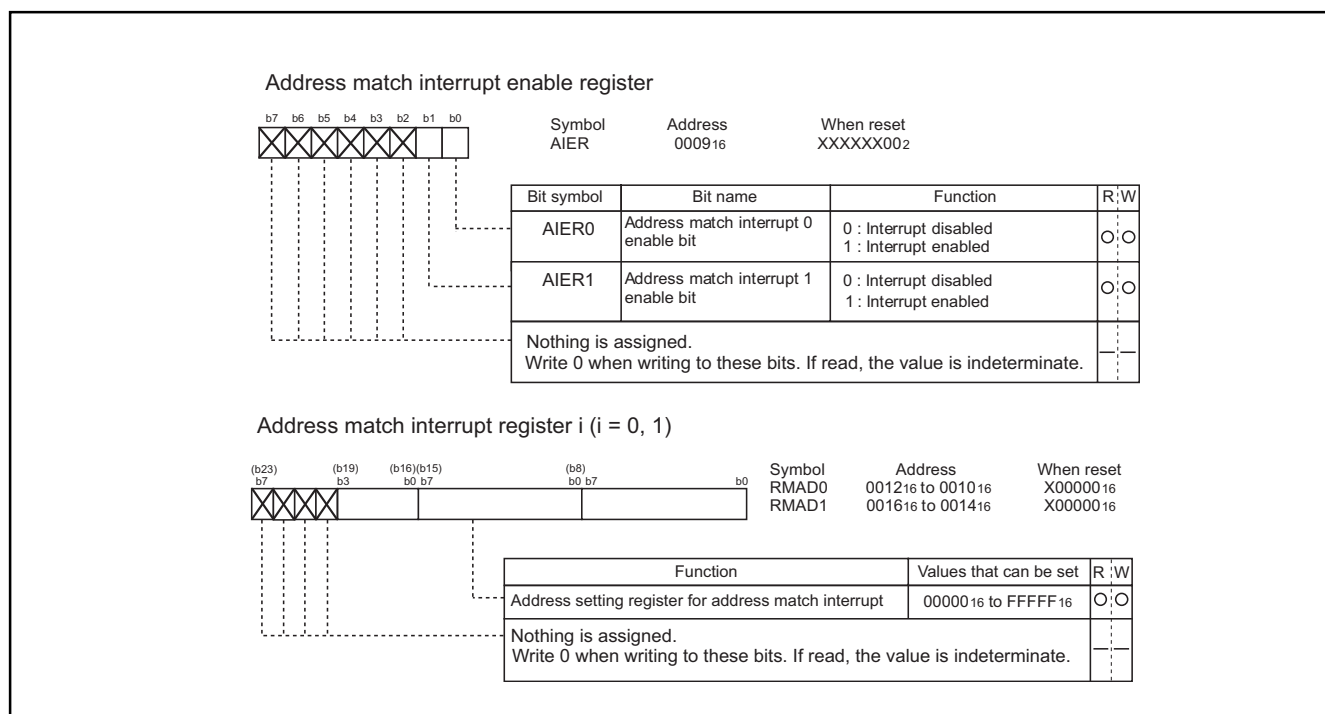 Address match interrupt enable register
b7 b6 b5 b4 b3 b2 b1 b0
Symbol Address When reset
AIER 000916 XXXXXX002
Bit symbol Bit name Function R W
AIER0 Address match interrupt 0 enable bit 0 : Interrupt disabled
1 : Interrupt enabled
AIER1 Address match interrupt 1 enable bit 0 : Interrupt disabled
1 : Interrupt enabled
Nothing is assigned.
Write 0 when writing to these bits. If read, the value is indeterminate.
Address match interrupt register i (i = 0, 1)
(b23) (b19) (b16)(b15) (b8)
b7 b3 b0 b7 b0 b7 b0
Symbol Address When reset
RMAD0 001216 to 001016 X0000016
RMAD1 001616 to 001416 X0000016
Function Values that can be set R W
Address setting register for address match interrupt 0000016 to FFFFF16
Nothing is assigned.
Write 0 when writing to these bits. If read, the value is indeterminate.